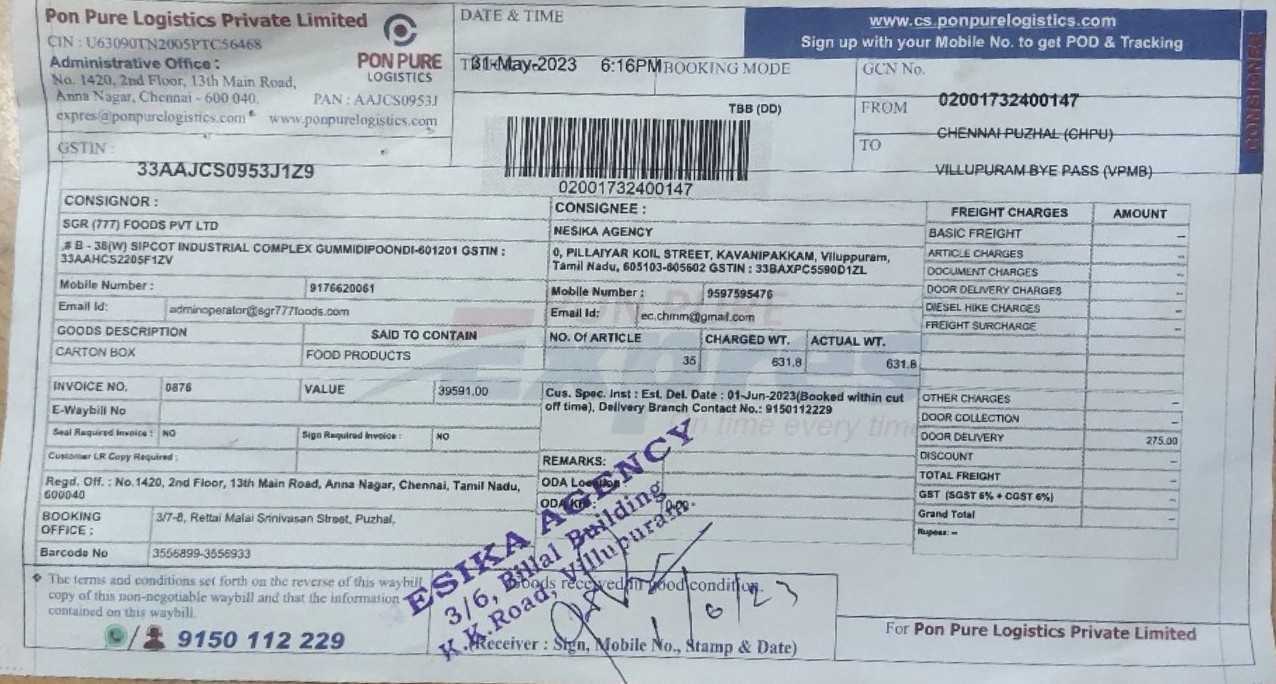 Pon Pure Logistics Private Limited
CIN : U63090TN2005PTC56468
Administrative Office :
No. 1420, 2nd Floor, 13th Main Road,
Anna Nagar, Chennai - 600 040.
PAN : AAJCS0953J
expres@ponpurelogistics.com www.ponpurelogistics.com
PON PURE
LOGISTICS
GSTIN :
33AAJCS0953J1Z9
DATE & TIME
31-May-2023 6:16PM
BOOKING MODE
TBB (DD)
02001732400147
www.cs.ponpurelogistics.com
Sign up with your Mobile No. to get POD & Tracking
GCN No.
02001732400147
FROM
CHENNAI PUZHAL (CHPU)
TO
VILLUPURAM BYE PASS (VPMB)
CONSIGNEE
CONSIGNOR :
SGR (777) FOODS PVT LTD
,# B - 38(W) SIPCOT INDUSTRIAL COMPLEX GUMMIDIPOONDI-601201 GSTIN :
33AAHCS2205F1ZV
Mobile Number : 9176620061
Email Id: adminoperator@sgr777foods.com
GOODS DESCRIPTION SAID TO CONTAIN
CARTON BOX FOOD PRODUCTS
INVOICE NO. 0876 VALUE 39591.00
E-Waybill No
Seal Required Invoice : NO Sign Required Invoice : NO
Customer LR Copy Required :
Regd. Off. : No.1420, 2nd Floor, 13th Main Road, Anna Nagar, Chennai, Tamil Nadu,
600040
BOOKING OFFICE : 3/7-8, Rettai Malai Srinivasan Street, Puzhal,
Barcode No 3556899-3556933
CONSIGNEE :
NESIKA AGENCY
0, PILLAIYAR KOIL STREET, KAVANIPAKKAM, Viluppuram,
Tamil Nadu, 605103-605602 GSTIN : 33BAXPC5590D1ZL
Mobile Number : 9597595476
Email Id: ec.chinm@gmail.com
NO. Of ARTICLE CHARGED WT. ACTUAL WT.
35 631.8 631.8
Cus. Spec. Inst : Est. Del. Date : 01-Jun-2023(Booked within cut
off time), Delivery Branch Contact No.: 9150112229
on time every time
REMARKS:
ODA Location
ODA
FREIGHT CHARGES AMOUNT
BASIC FREIGHT --
ARTICLE CHARGES --
DOCUMENT CHARGES --
DOOR DELIVERY CHARGES --
DIESEL HIKE CHARGES --
FREIGHT SURCHARGE --
OTHER CHARGES --
DOOR COLLECTION --
DOOR DELIVERY 275.00
DISCOUNT --
TOTAL FREIGHT --
GST (SGST 6% + CGST 6%) --
Grand Total --
Rupees: --
ESIKA AGENCY
3/6, Billal Building
K.K.Road, Villupuram.
The terms and conditions set forth on the reverse of this waybill
copy of this non-negotiable waybill and that the information
contained on this waybill.
9150 112 229
Goods received in good condition.
1/6/23
(Receiver : Sign, Mobile No., Stamp & Date)
For Pon Pure Logistics Private Limited